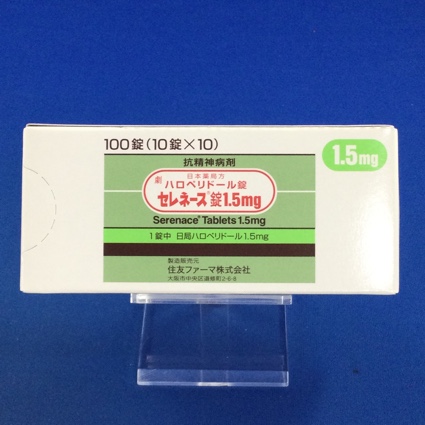 100錠(10錠×10)
1.5mg
抗精神病剤
日本薬局方
劇 ハロペリドール錠
セレネース®錠1.5mg
Serenace® Tablets 1.5mg
1錠中 日局ハロペリドール1.5mg
製造販売元
住友ファーマ株式会社
大阪市中央区道修町2-6-8